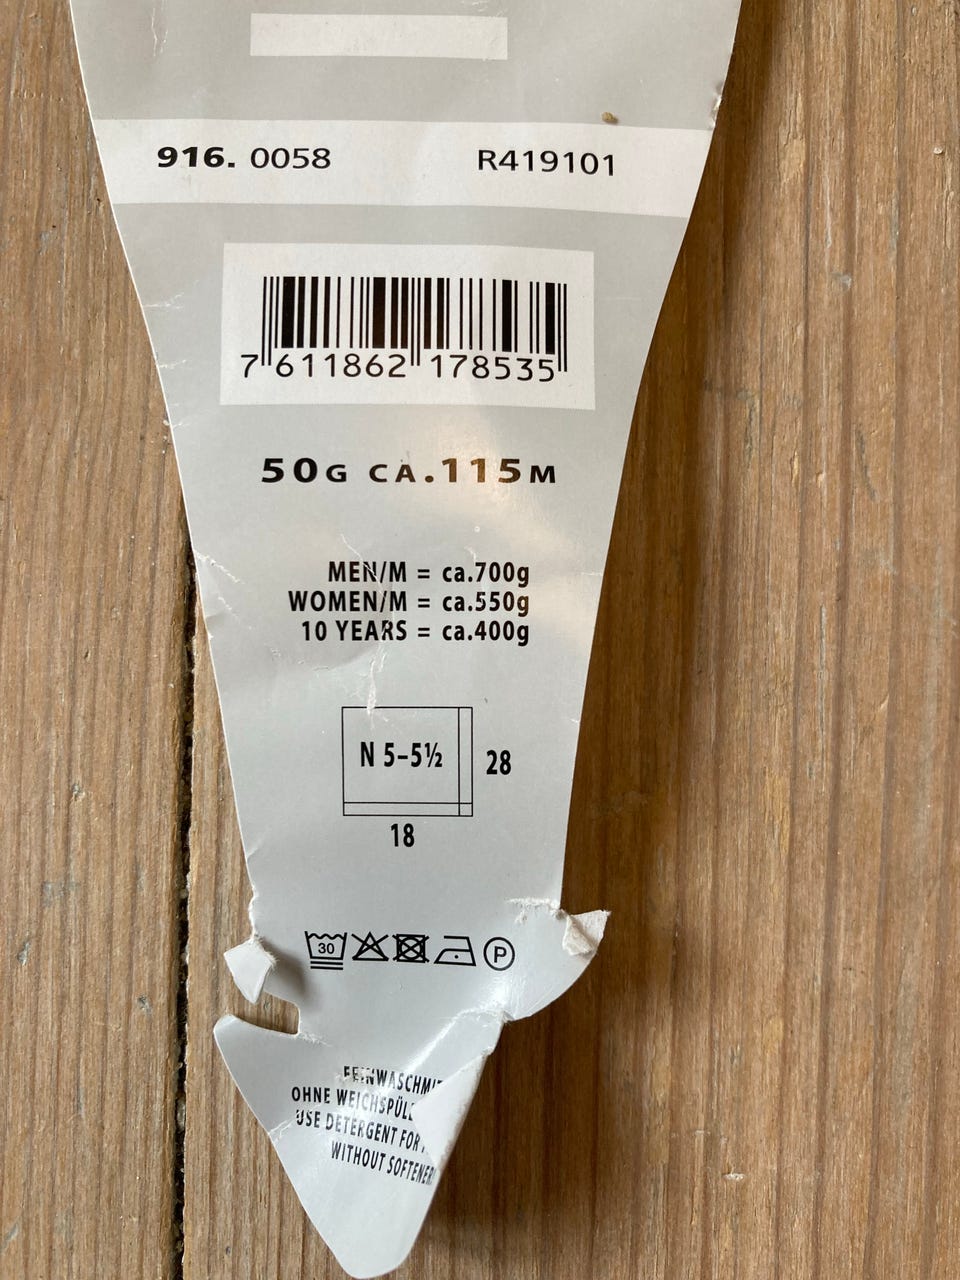 916. 0058 R419101
7 611862 178535
50G CA.115M
MEN/M = ca.700g
WOMEN/M = ca.550g
10 YEARS = ca.400g
N 5–5½
28
18
30
P
OHNE
USE DETERGENT FOR
WITHOUT SOFTENER